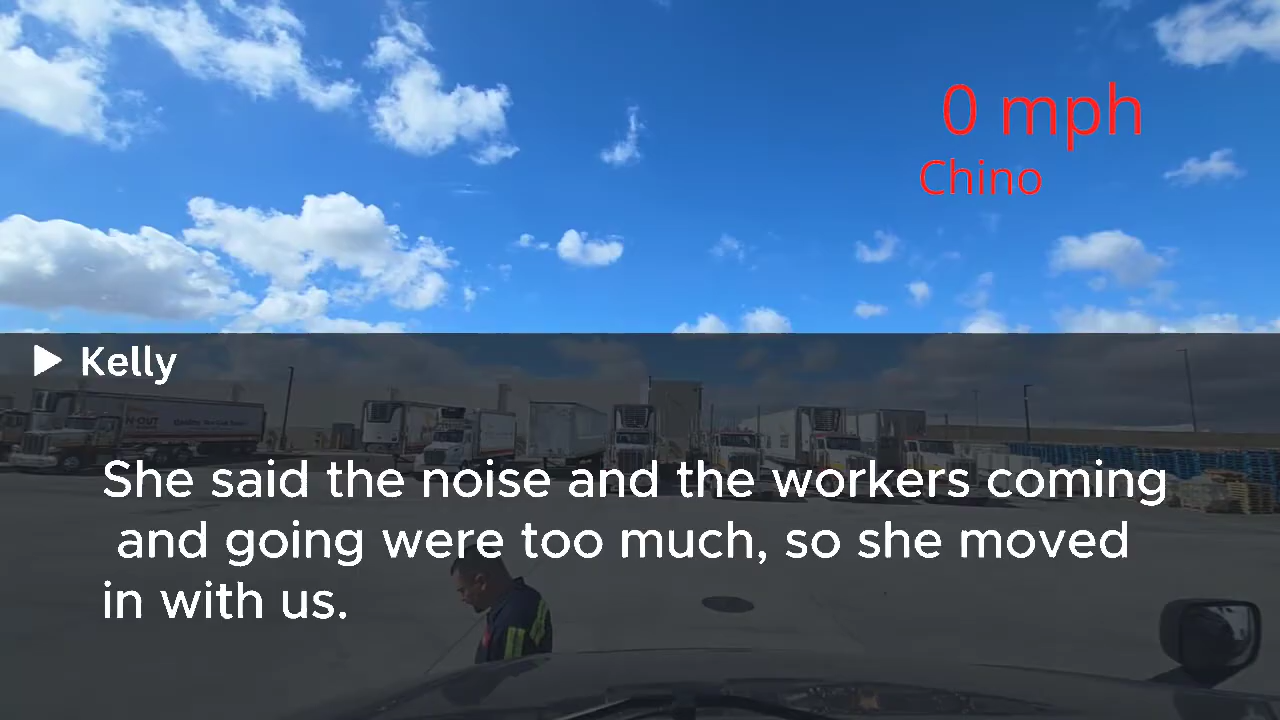 0 mph
Chino
Kelly
She said the noise and the workers coming
and going were too much, so she moved
in with us.